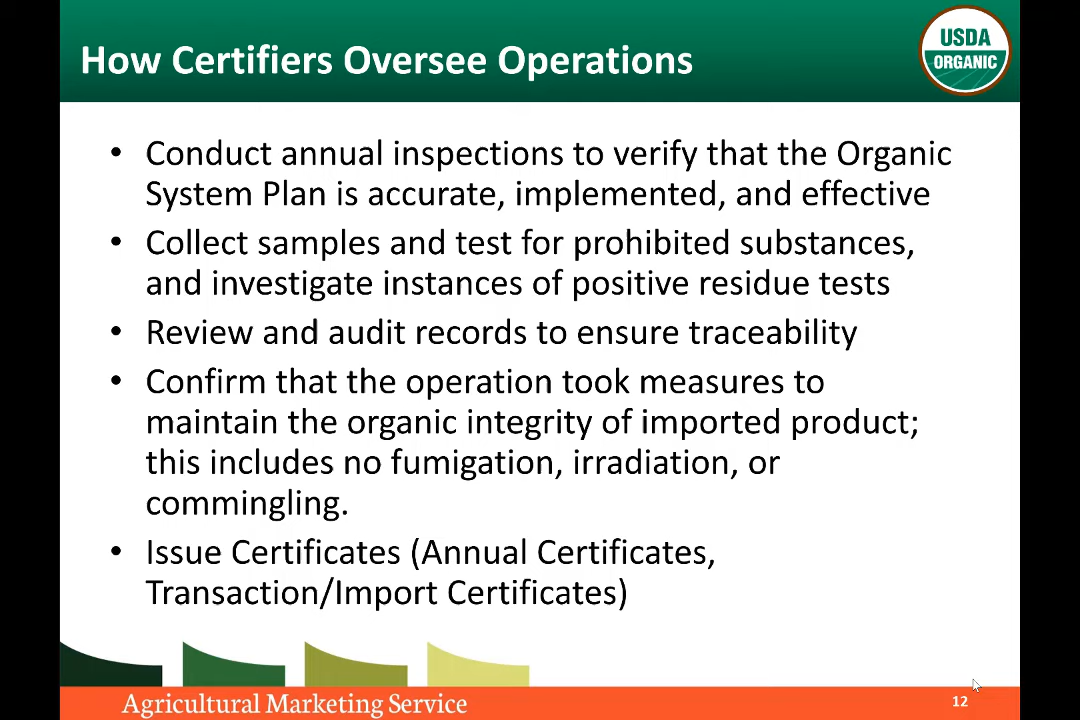 How Certifiers Oversee Operations
USDA
ORGANIC
• Conduct annual inspections to verify that the Organic
System Plan is accurate, implemented, and effective
• Collect samples and test for prohibited substances,
and investigate instances of positive residue tests
• Review and audit records to ensure traceability
• Confirm that the operation took measures to
maintain the organic integrity of imported product;
this includes no fumigation, irradiation, or
commingling.
• Issue Certificates (Annual Certificates,
Transaction/Import Certificates)
Agricultural Marketing Service
12